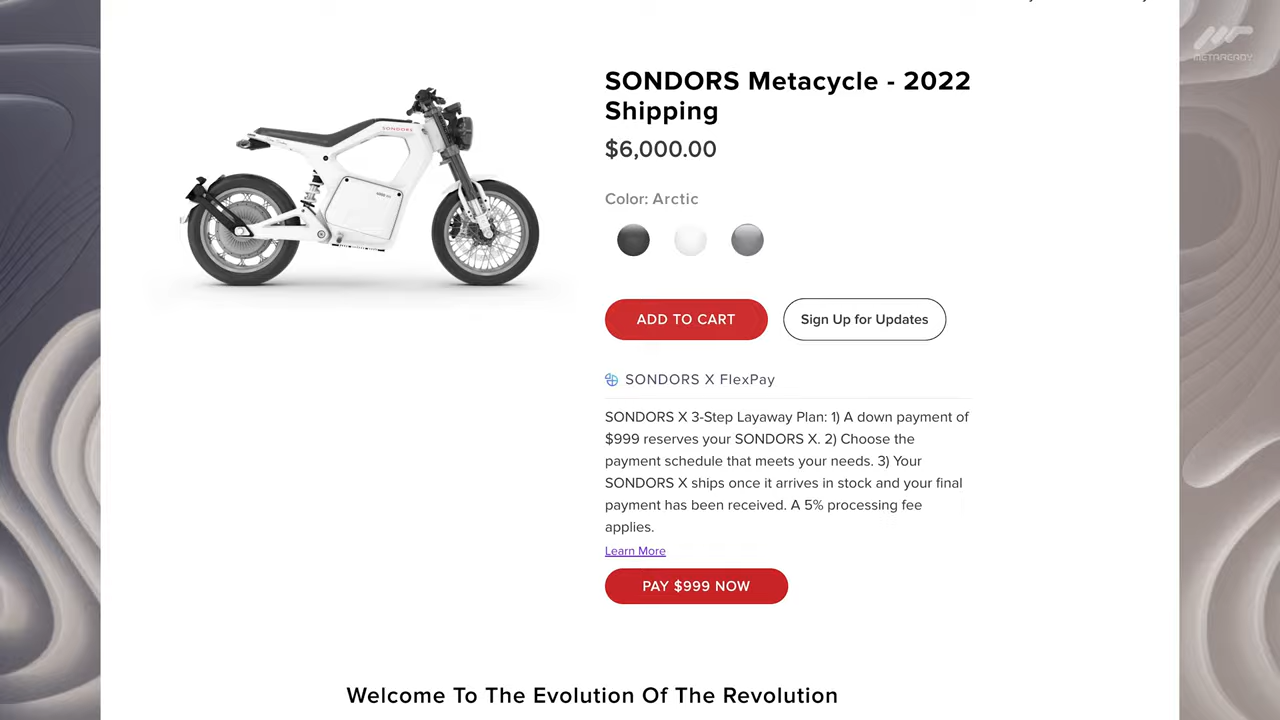 METAREADY
SONDORS Metacycle - 2022
Shipping
$6,000.00
SONDORS
Color: Arctic
ADD TO CART
Sign Up for Updates
SONDORS X FlexPay
SONDORS X 3-Step Layaway Plan: 1) A down payment of
$999 reserves your SONDORS X. 2) Choose the
payment schedule that meets your needs. 3) Your
SONDORS X ships once it arrives in stock and your final
payment has been received. A 5% processing fee
applies.
Learn More
PAY $999 NOW
Welcome To The Evolution Of The Revolution